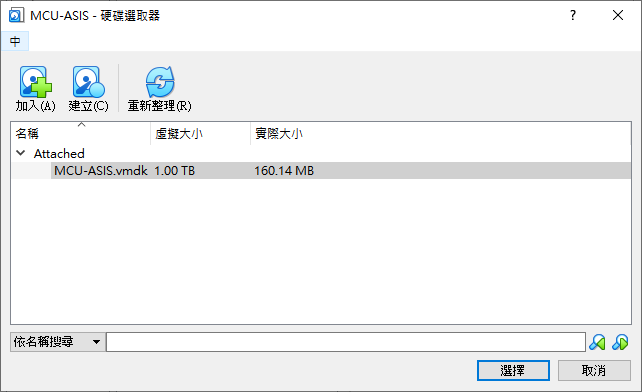 MCU-ASIS - 硬碟選取器
中
加入(A) 建立(C) 重新整理(R)
名稱 虛擬大小 實際大小
Attached
MCU-ASIS.vmdk 1.00 TB 160.14 MB
依名稱搜尋
選擇 取消